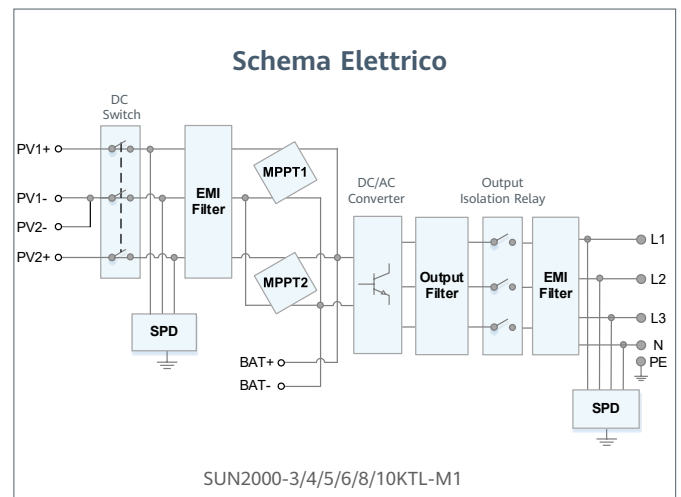 Schema Elettrico
DC
Switch
PV1+
PV1-
PV2-
PV2+
EMI
Filter
MPPT1
MPPT2
SPD
BAT+
BAT-
DC/AC
Converter
Output
Filter
Output
Isolation Relay
EMI
Filter
L1
L2
L3
N
PE
SPD
SUN2000-3/4/5/6/8/10KTL-M1